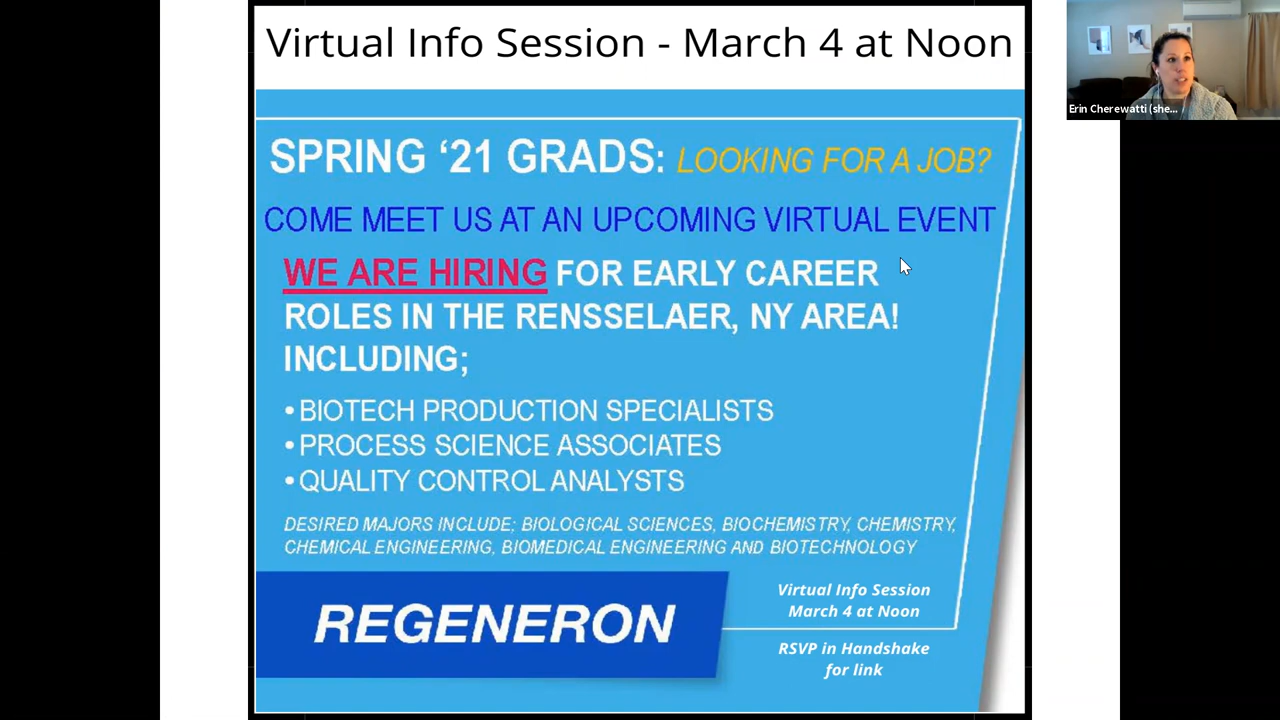 Virtual Info Session - March 4 at Noon
Erin Cherewatti (she...
SPRING ‘21 GRADS: LOOKING FOR A JOB?
COME MEET US AT AN UPCOMING VIRTUAL EVENT
WE ARE HIRING FOR EARLY CAREER
ROLES IN THE RENSSELAER, NY AREA!
INCLUDING;
•BIOTECH PRODUCTION SPECIALISTS
•PROCESS SCIENCE ASSOCIATES
•QUALITY CONTROL ANALYSTS
DESIRED MAJORS INCLUDE; BIOLOGICAL SCIENCES, BIOCHEMISTRY, CHEMISTRY,
CHEMICAL ENGINEERING, BIOMEDICAL ENGINEERING AND BIOTECHNOLOGY
REGENERON
Virtual Info Session
March 4 at Noon
RSVP in Handshake
for link